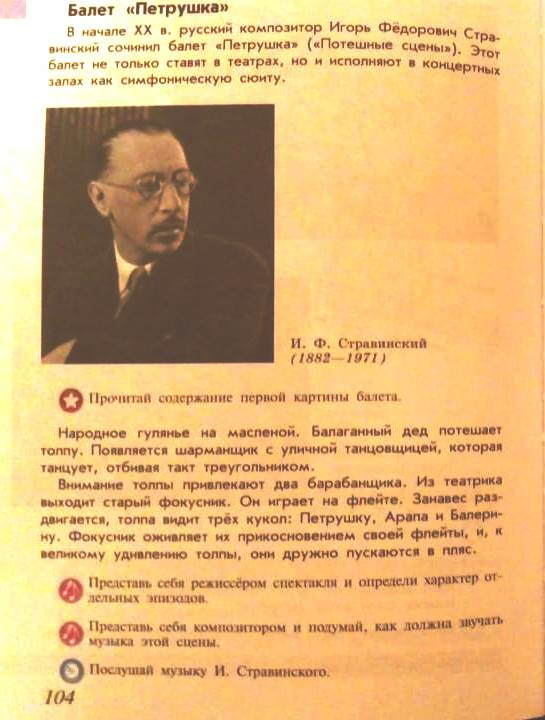 Балет «Петрушка»
В начале XX в. русский композитор Игорь Фёдорович Стра-
винский сочинил балет «Петрушка» («Потешные сцены»). Этот
балет не только ставят в театрах, но и исполняют в концертных
залах как симфоническую сюиту.
И. Ф. Стравинский
(1882—1971)
Прочитай содержание первой картины балета.
Народное гулянье на масленой. Балаганный дед потешает
толпу. Появляется шарманщик с уличной танцовщицей, которая
танцует, отбивая такт треугольником.
Внимание толпы привлекают два барабанщика. Из театрика
выходит старый фокусник. Он играет на флейте. Занавес раз-
двигается, толпа видит трёх кукол: Петрушку, Арапа и Балери-
ну. Фокусник оживляет их прикосновением своей флейты, и, к
великому удивлению толпы, они дружно пускаются в пляс.
Представь себя режиссёром спектакля и определи характер от-
дельных эпизодов.
Представь себя композитором и подумай, как должна звучать
музыка этой сцены.
Послушай музыку И. Стравинского.
104